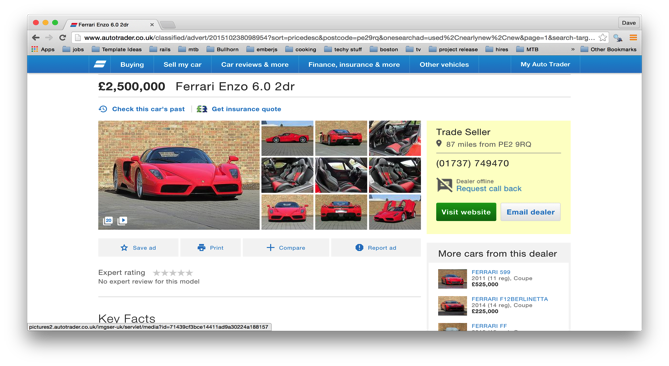 Ferrari Enzo 6.0 2dr
Dave
www.autotrader.co.uk/classified/advert/201510238098954?sort=pricedesc&postcode=pe29rq&onesearchad=used%2Cnearlynew%2Cnew&page=1&search-targ...
Apps jobs Template Ideas rails mtb Bullhorn emberjs cooking techy stuff boston tv project release hires MTB » Other Bookmarks
Buying Sell my car Car reviews & more Finance, insurance & more Other vehicles My Auto Trader
£2,500,000 Ferrari Enzo 6.0 2dr
Check this car's past Get insurance quote
Trade Seller
87 miles from PE2 9RQ
(01737) 749470
Dealer offline
Request call back
Visit website Email dealer
Save ad Print Compare Report ad
Expert rating
No expert review for this model
More cars from this dealer
FERRARI 599
2011 (11 reg), Coupe
£525,000
FERRARI F12BERLINETTA
2014 (14 reg), Coupe
£225,000
FERRARI FF
Key Facts
pictures2.autotrader.co.uk/imgser-uk/servlet/media?id=71439cf3bce14411ad9a30224a188157